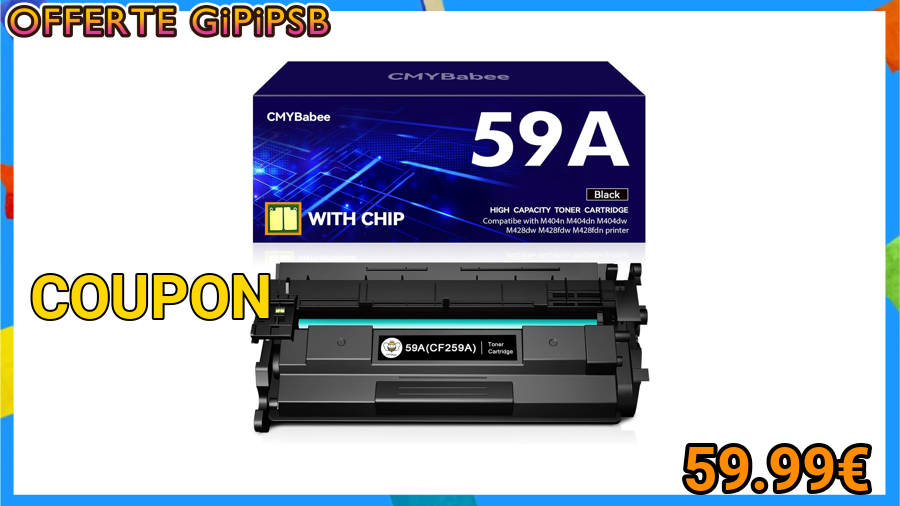 OFFERTE GiPiPSB
CMYBabee
CMYBabee
59A
Black
HIGH CAPACITY TONER CARTRIDGE
Compatibe with M404n M404dn M404dw
M428dw M428fdw M428fdn printer
WITH CHIP
COUPON
59A(CF259A)
Toner
Cartridge
59.99€